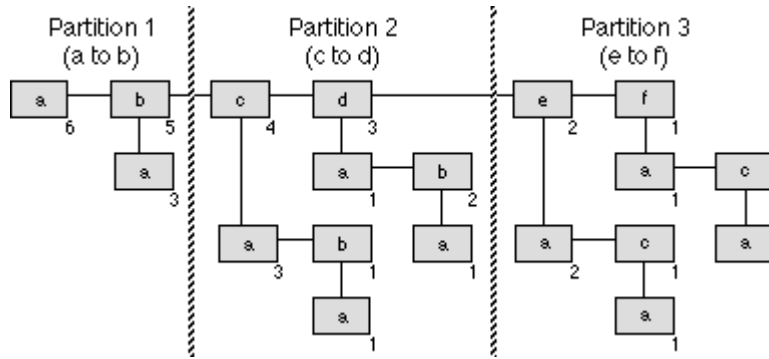 Partition 1 Partition 2 Partition 3
(a to b) (c to d) (e to f)
a b c d e f
6 5 4 3 2 1
a a b a c
3 1 2 1
a b a a c a
3 1 1 2 1
a a
1 1